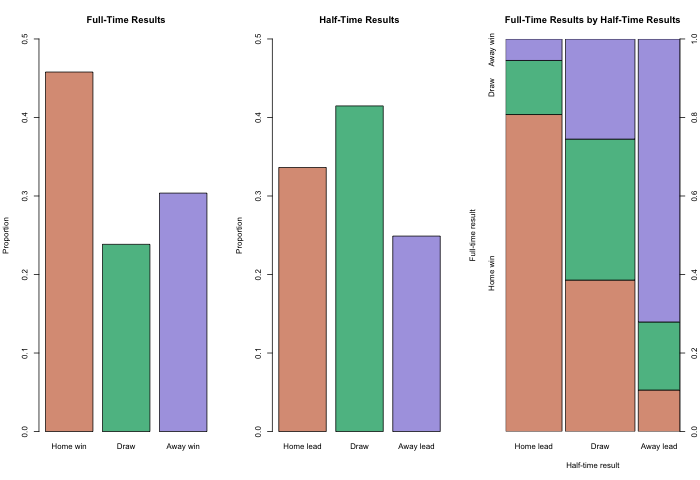 Full-Time Results
Proportion
0.5
0.4
0.3
0.2
0.1
0.0
Home win
Draw
Away win
Half-Time Results
Proportion
0.5
0.4
0.3
0.2
0.1
0.0
Home lead
Draw
Away lead
Full-Time Results by Half-Time Results
Full-time result
Away win
Draw
Home win
1.0
0.8
0.6
0.4
0.2
0.0
Home lead
Draw
Away lead
Half-time result